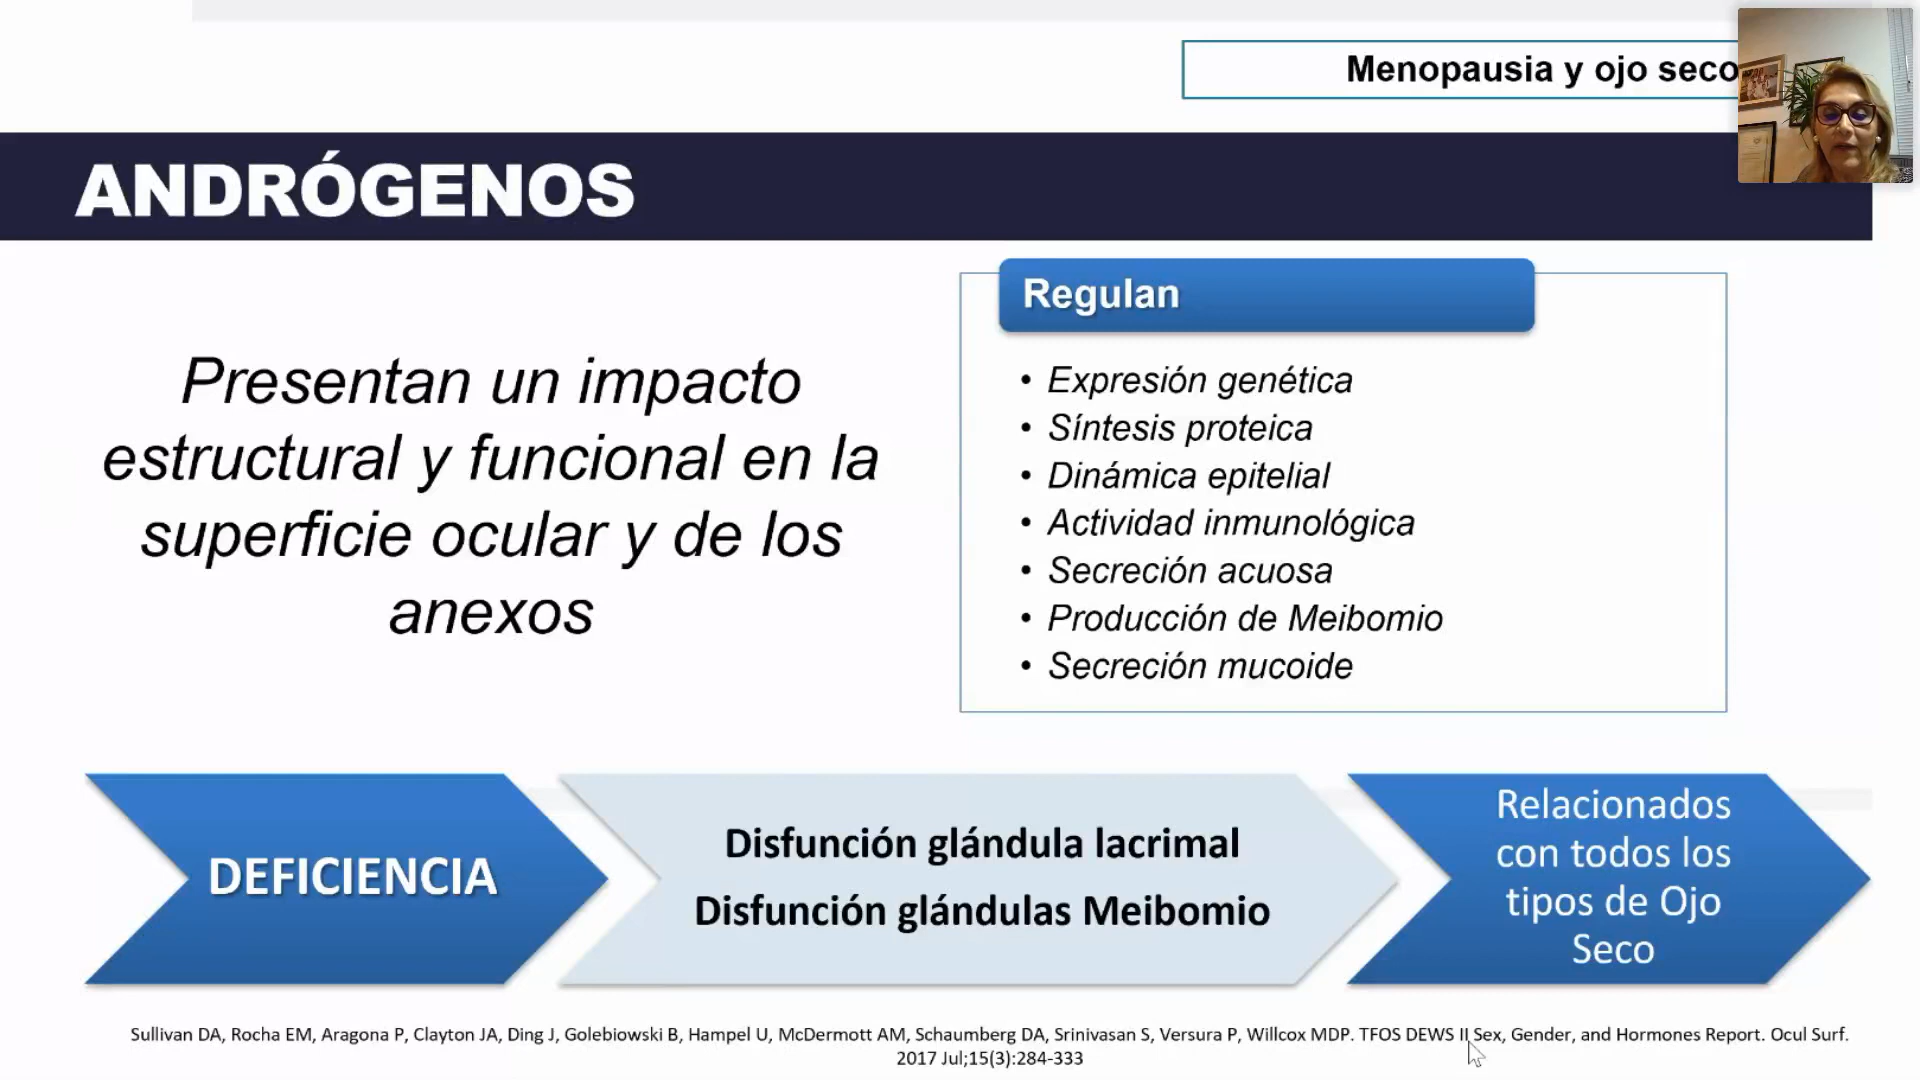 Menopausia y ojo seco
ANDRÓGENOS
Presentan un impacto
estructural y funcional en la
superficie ocular y de los
anexos
Regulan
• Expresión genética
• Síntesis proteica
• Dinámica epitelial
• Actividad inmunológica
• Secreción acuosa
• Producción de Meibomio
• Secreción mucoide
DEFICIENCIA
Disfunción glándula lacrimal
Disfunción glándulas Meibomio
Relacionados
con todos los
tipos de Ojo
Seco
Sullivan DA, Rocha EM, Aragona P, Clayton JA, Ding J, Golebiowski B, Hampel U, McDermott AM, Schaumberg DA, Srinivasan S, Versura P, Willcox MDP. TFOS DEWS II Sex, Gender, and Hormones Report. Ocul Surf.
2017 Jul;15(3):284-333